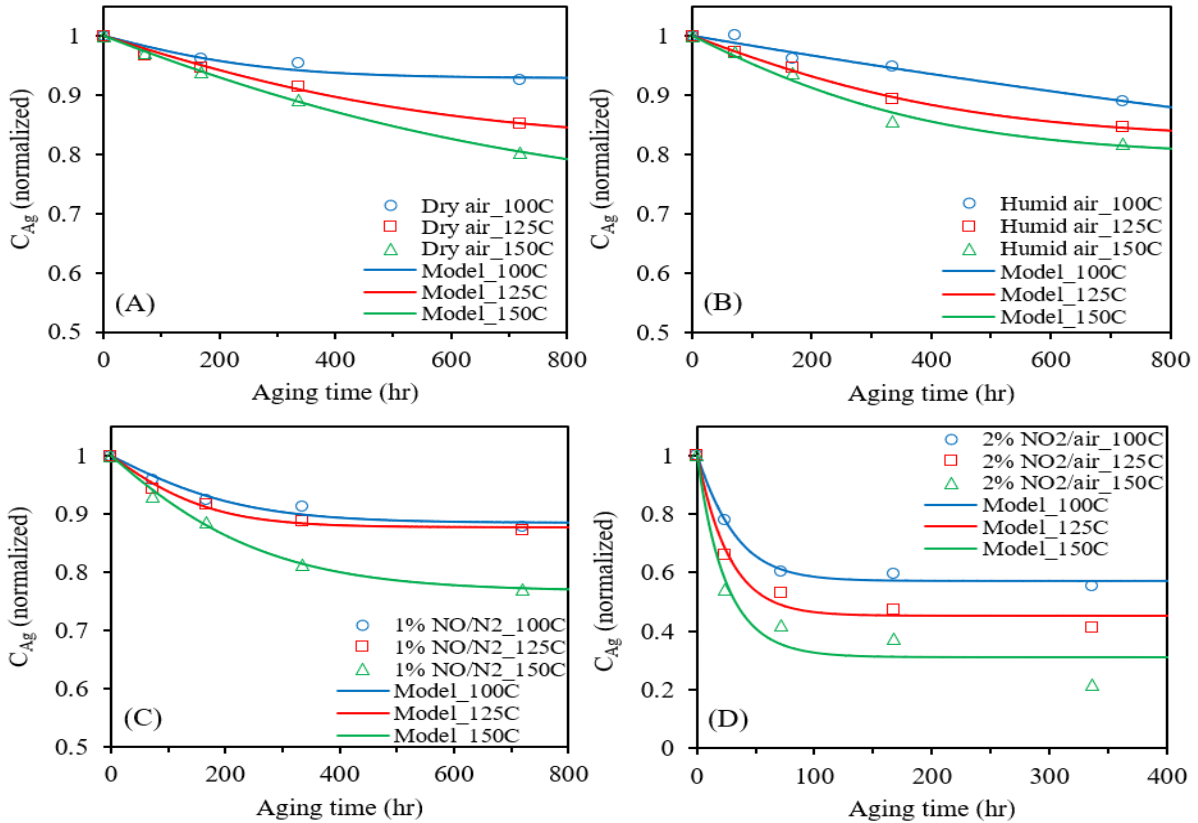 1
0.9
0.8
0.7
0.6
0.5
C_Ag (normalized)
Dry air_100C
Dry air_125C
Dry air_150C
Model_100C
Model_125C
Model_150C
(A)
0 200 400 600 800
Aging time (hr)
1
0.9
0.8
0.7
0.6
0.5
C_Ag (normalized)
Humid air_100C
Humid air_125C
Humid air_150C
Model_100C
Model_125C
Model_150C
(B)
0 200 400 600 800
Aging time (hr)
1
0.9
0.8
0.7
0.6
0.5
C_Ag (normalized)
1% NO/N2_100C
1% NO/N2_125C
1% NO/N2_150C
Model_100C
Model_125C
Model_150C
(C)
0 200 400 600 800
Aging time (hr)
1
0.8
0.6
0.4
0.2
0
C_Ag (normalized)
2% NO2/air_100C
2% NO2/air_125C
2% NO2/air_150C
Model_100C
Model_125C
Model_150C
(D)
0 100 200 300 400
Aging time (hr)